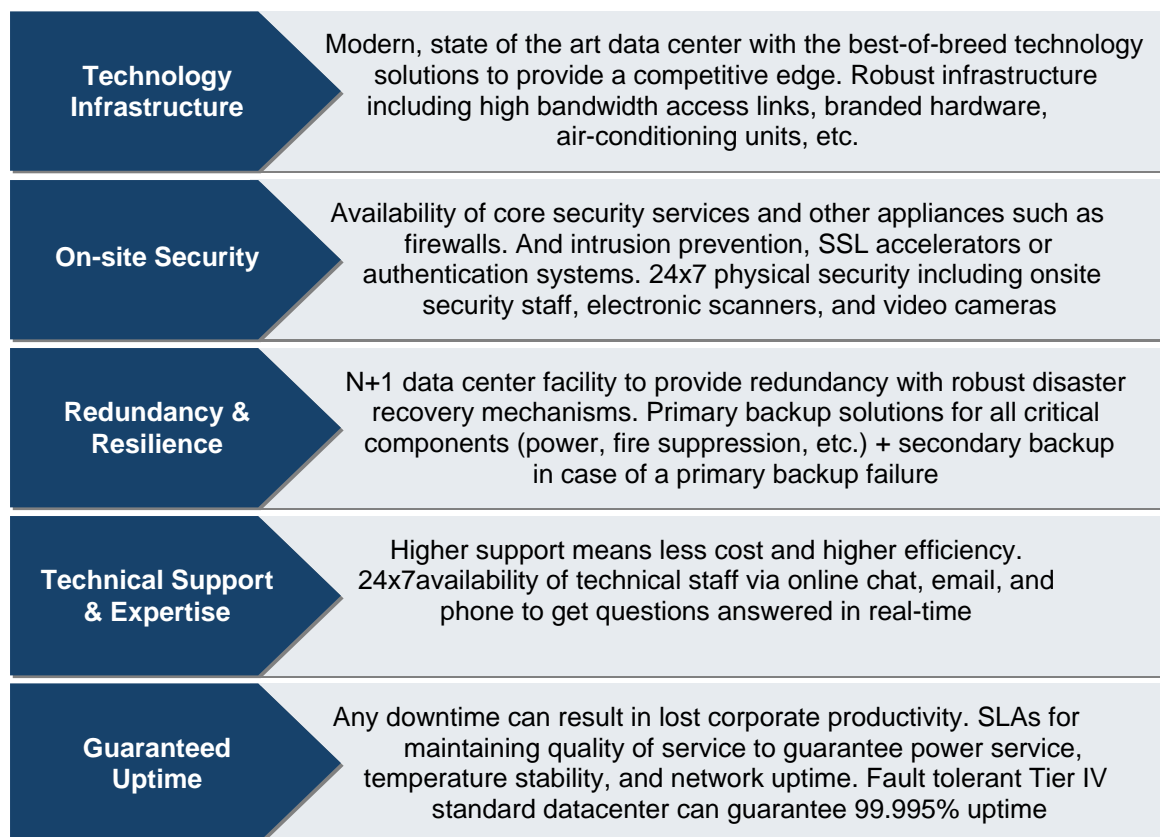 Technology
Infrastructure
Modern, state of the art data center with the best-of-breed technology
solutions to provide a competitive edge. Robust infrastructure
including high bandwidth access links, branded hardware,
air-conditioning units, etc.
On-site Security
Availability of core security services and other appliances such as
firewalls. And intrusion prevention, SSL accelerators or
authentication systems. 24x7 physical security including onsite
security staff, electronic scanners, and video cameras
Redundancy &
Resilience
N+1 data center facility to provide redundancy with robust disaster
recovery mechanisms. Primary backup solutions for all critical
components (power, fire suppression, etc.) + secondary backup
in case of a primary backup failure
Technical Support
& Expertise
Higher support means less cost and higher efficiency.
24x7availability of technical staff via online chat, email, and
phone to get questions answered in real-time
Guaranteed
Uptime
Any downtime can result in lost corporate productivity. SLAs for
maintaining quality of service to guarantee power service,
temperature stability, and network uptime. Fault tolerant Tier IV
standard datacenter can guarantee 99.995% uptime